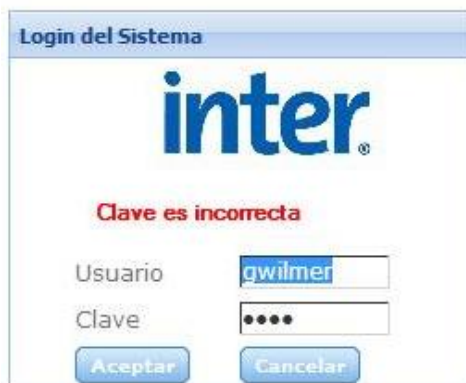 Login del Sistema
inter®
Clave es incorrecta
Usuario gwilmer
Clave ••••
Aceptar Cancelar